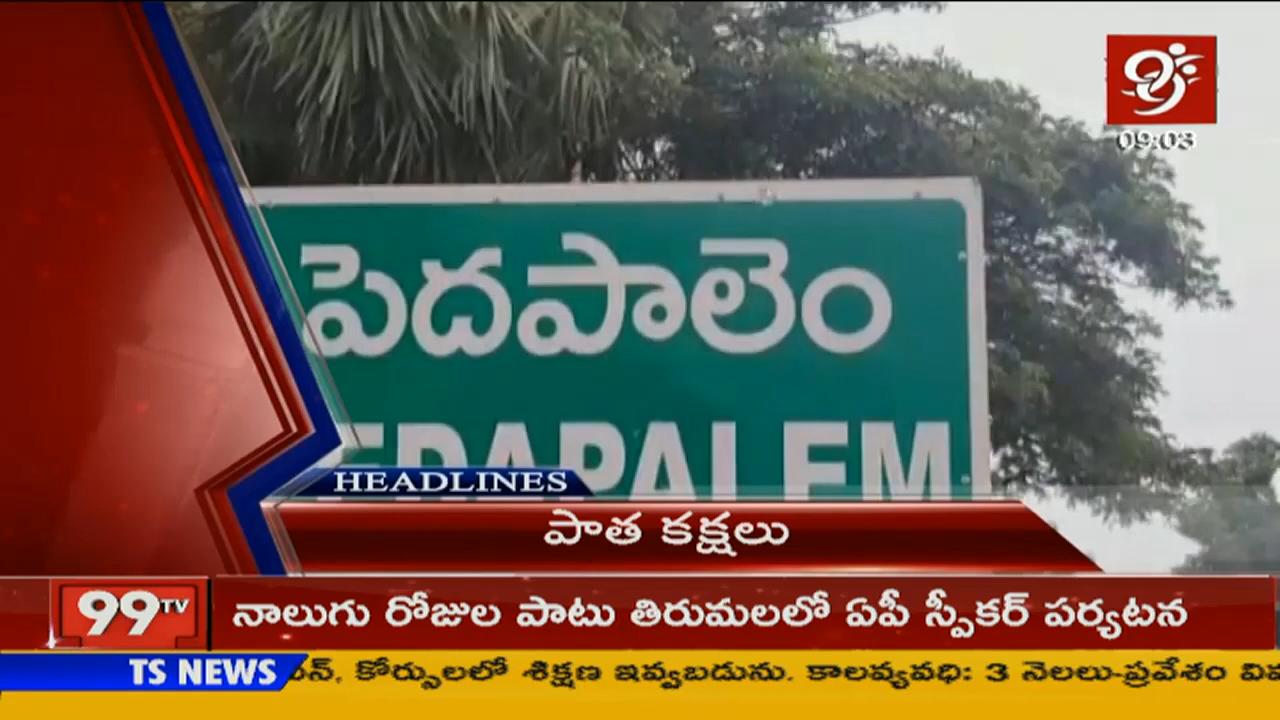 09:03
పెదపాలెం
EDAPALEM
HEADLINES
పాత కక్షలు
99TV
నాలుగు రోజుల పాటు తిరుమలలో ఏపీ స్పీకర్ పర్యటన
TS NEWS
కోర్సులలో శిక్షణ ఇవ్వబడును. కాలవ్యవధి: 3 నెలలు-ప్రవేశం